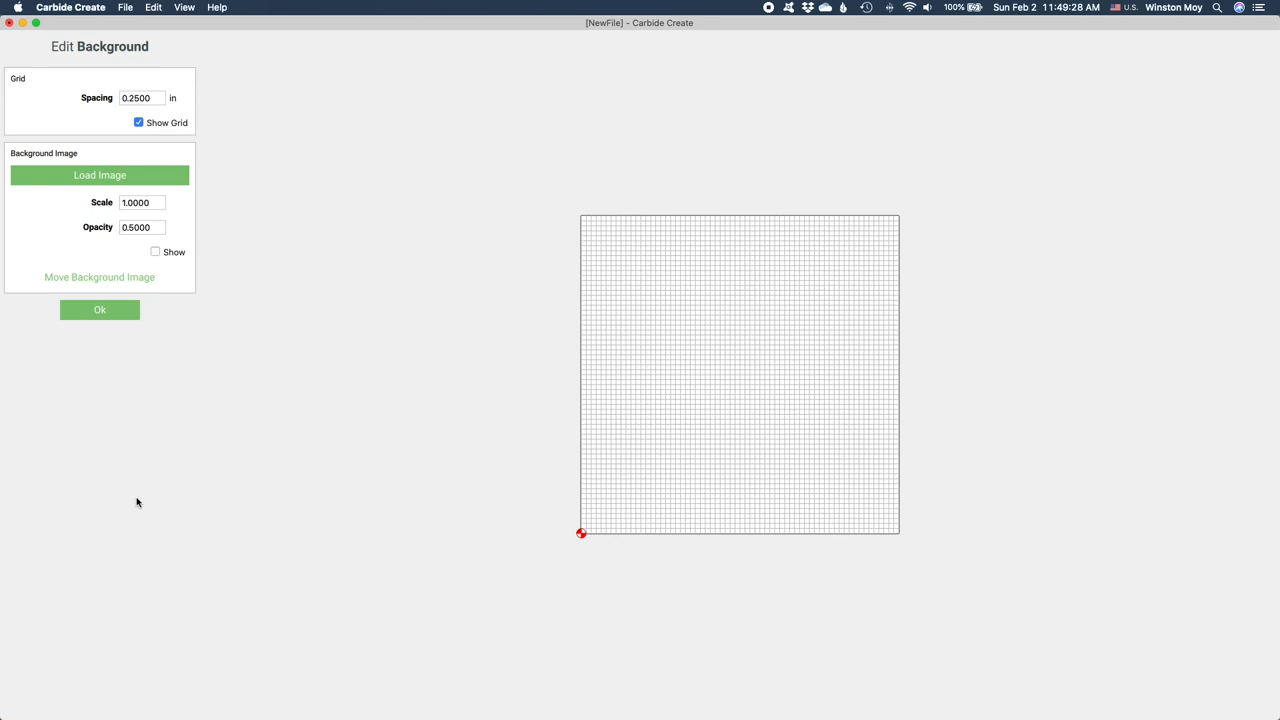 Carbide Create File Edit View Help 100% U.S. Sun Feb 2 11:49:28 AM Winston Moy
[NewFile] - Carbide Create
Edit Background
Grid
Spacing 0.2500 in
Show Grid
Background Image
Load Image
Scale 1.0000
Opacity 0.5000
Show
Move Background Image
Ok